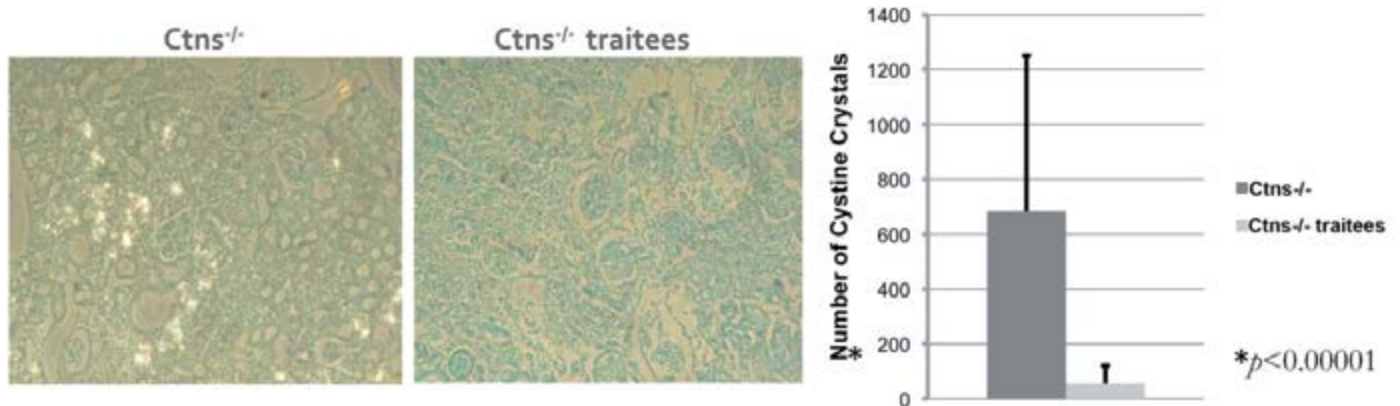 Ctns-/-
Ctns-/- traitees
Number of Cystine Crystals
*
1400
1200
1000
800
600
400
200
0
Ctns-/-
Ctns-/- traitees
*p<0.00001